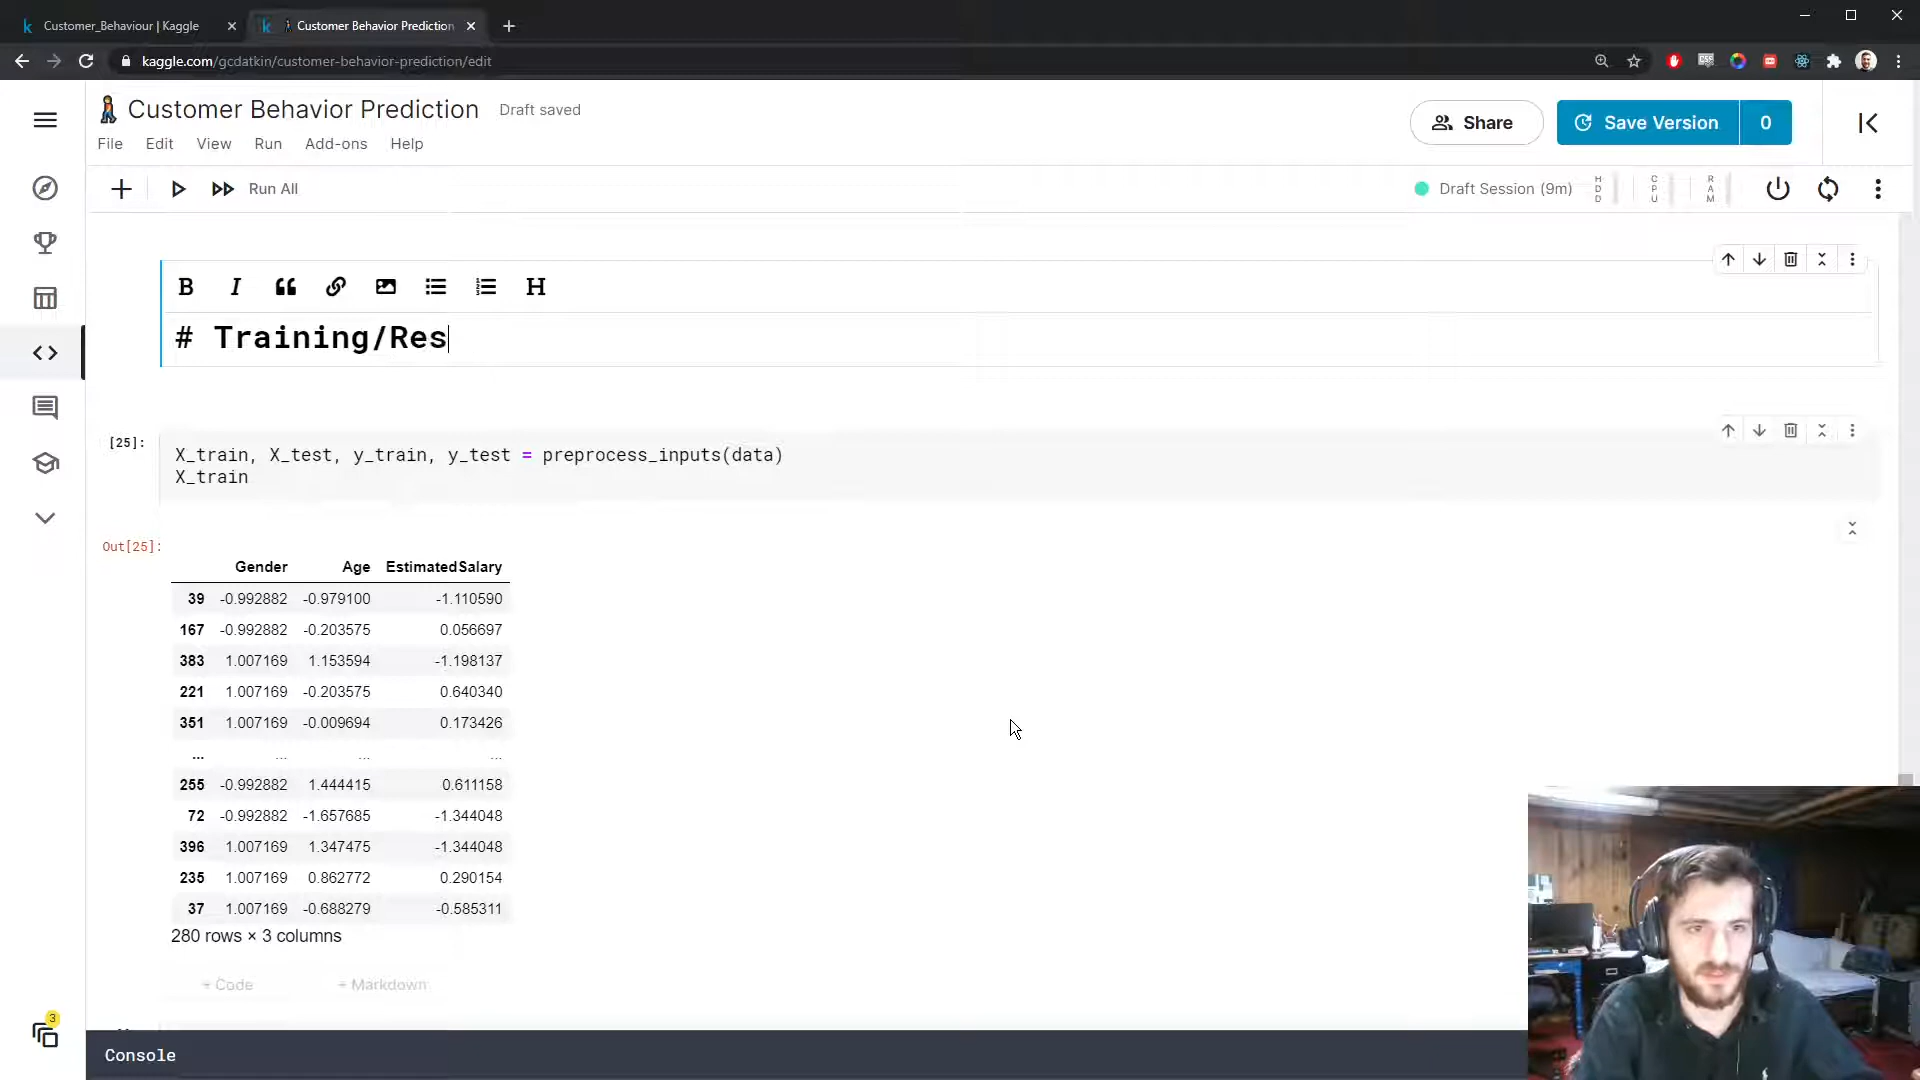 Customer_Behaviour | Kaggle
Customer Behavior Prediction
kaggle.com/gcdatkin/customer-behavior-prediction/edit
Customer Behavior Prediction
Draft saved
Share
Save Version
0
File Edit View Run Add-ons Help
Run All
Draft Session (9m)
HDD
CPU
RAM
B I H
# Training/Res
[25]:
X_train, X_test, y_train, y_test = preprocess_inputs(data)
X_train
Out[25]:
Gender Age EstimatedSalary
39 -0.992882 -0.979100 -1.110590
167 -0.992882 -0.203575 0.056697
383 1.007169 1.153594 -1.198137
221 1.007169 -0.203575 0.640340
351 1.007169 -0.009694 0.173426
... ... ... ...
255 -0.992882 1.444415 0.611158
72 -0.992882 -1.657685 -1.344048
396 1.007169 1.347475 -1.344048
235 1.007169 0.862772 0.290154
37 1.007169 -0.688279 -0.585311
280 rows × 3 columns
+ Code + Markdown
3
Console